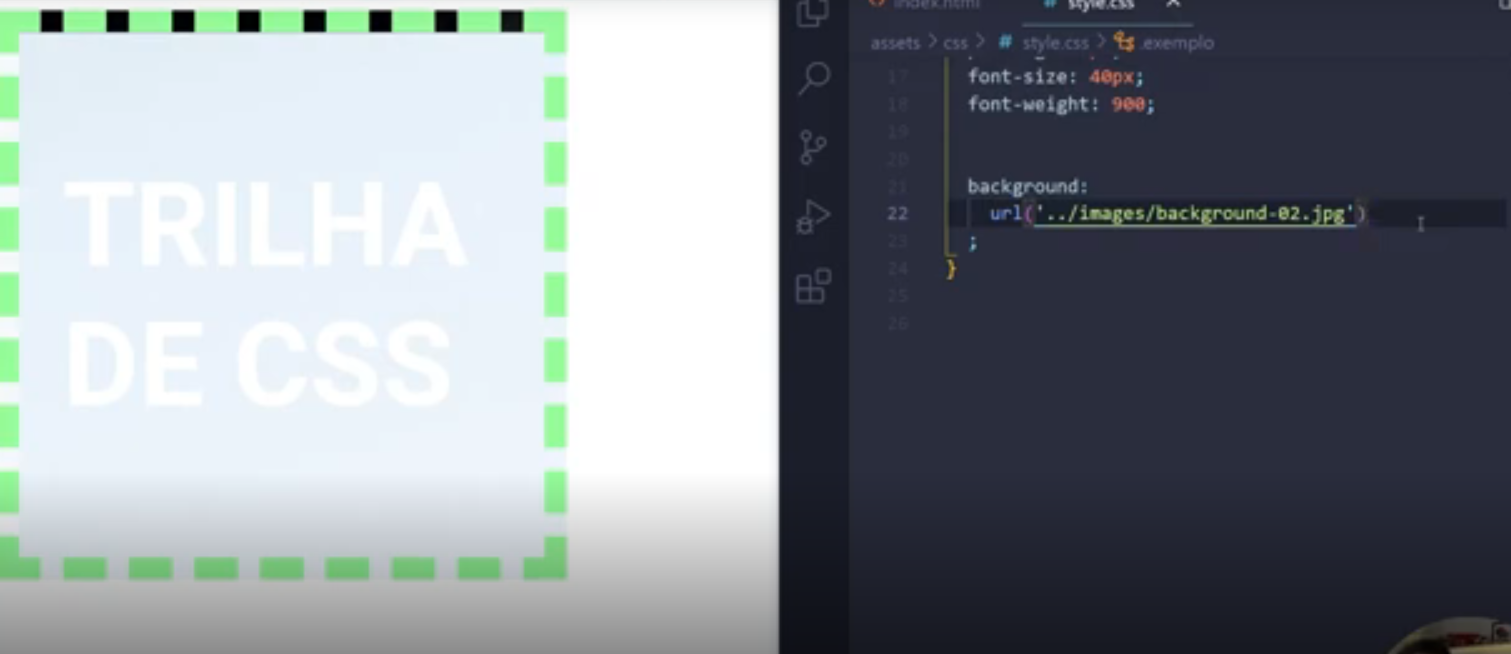 TRILHA
DE CSS
index.html
# style.css
assets > css > # style.css > .exemplo
17 font-size: 40px;
18 font-weight: 900;
19
20
21 background:
22 url('../images/background-02.jpg')
23 ;
24 }
25
26